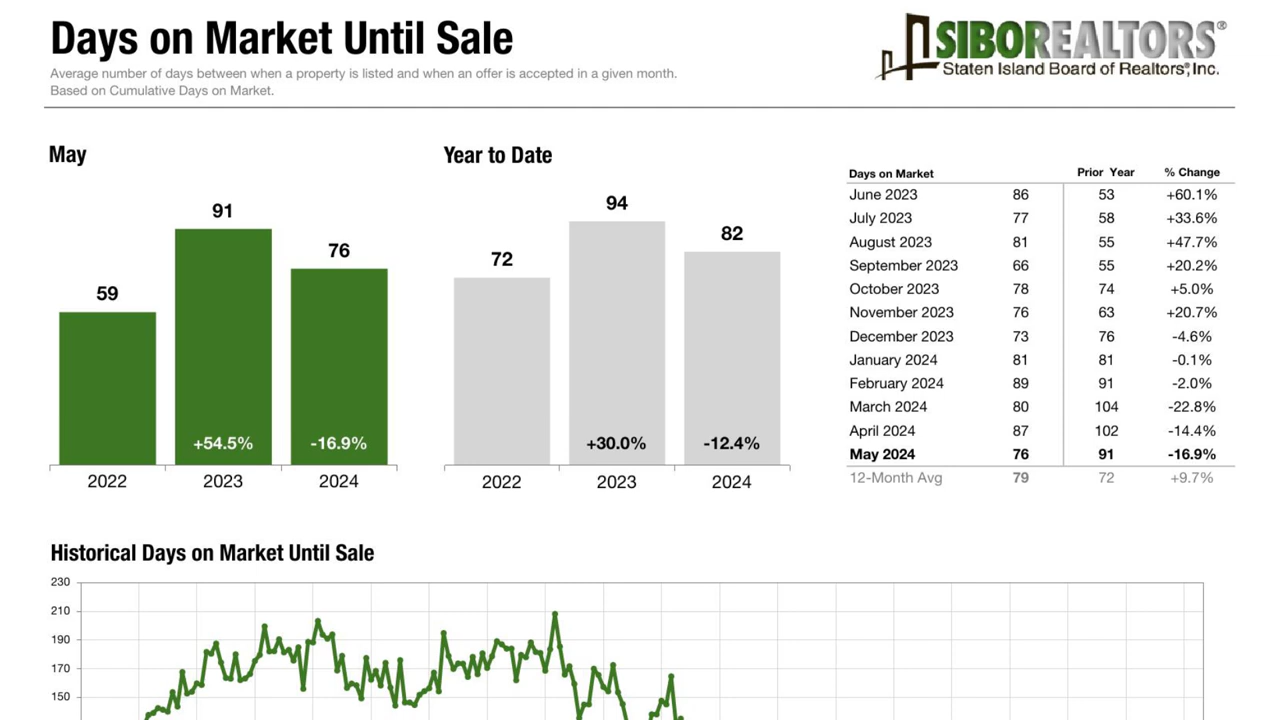 Days on Market Until Sale
Average number of days between when a property is listed and when an offer is accepted in a given month.
Based on Cumulative Days on Market.
SIBOREALTORS®
Staten Island Board of Realtors®, Inc.
May
91
76
59
+54.5%
-16.9%
2022 2023 2024
Year to Date
94
82
72
+30.0%
-12.4%
2022 2023 2024
Days on Market Prior Year % Change
June 2023 86 53 +60.1%
July 2023 77 58 +33.6%
August 2023 81 55 +47.7%
September 2023 66 55 +20.2%
October 2023 78 74 +5.0%
November 2023 76 63 +20.7%
December 2023 73 76 -4.6%
January 2024 81 81 -0.1%
February 2024 89 91 -2.0%
March 2024 80 104 -22.8%
April 2024 87 102 -14.4%
May 2024 76 91 -16.9%
12-Month Avg 79 72 +9.7%
Historical Days on Market Until Sale
230
210
190
170
150